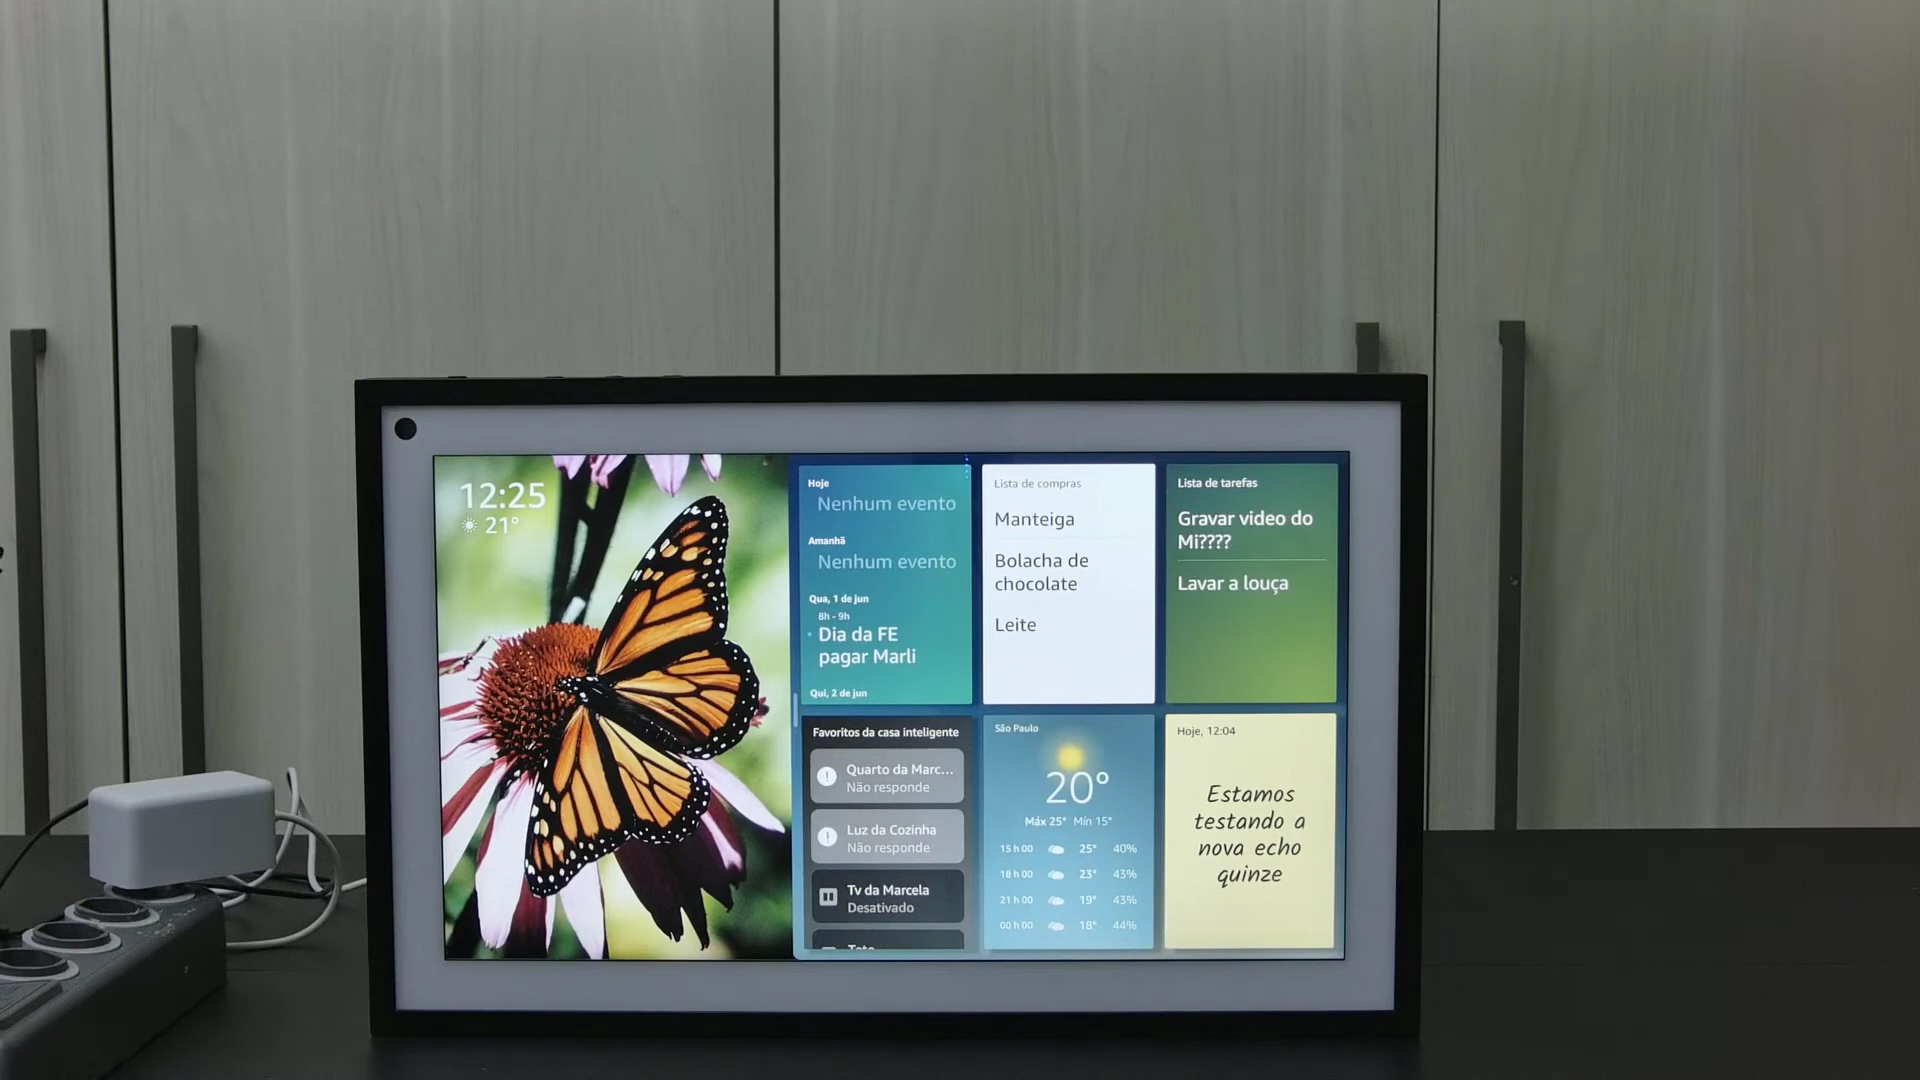 12:25
21°
Hoje
Nenhum evento
Amanhã
Nenhum evento
Qua, 1 de jun
8h - 9h
Dia da FE
pagar Marli
Qui, 2 de jun
Lista de compras
Manteiga
Bolacha de
chocolate
Leite
Lista de tarefas
Gravar video do
Mi????
Lavar a louça
Favoritos da casa inteligente
Quarto da Marc...
Não responde
Luz da Cozinha
Não responde
Tv da Marcela
Desativado
São Paulo
20°
Máx 25° Mín 15°
15 h 00 25° 40%
18 h 00 23° 43%
21 h 00 19° 43%
00 h 00 18° 44%
Hoje, 12:04
Estamos
testando a
nova echo
quinze